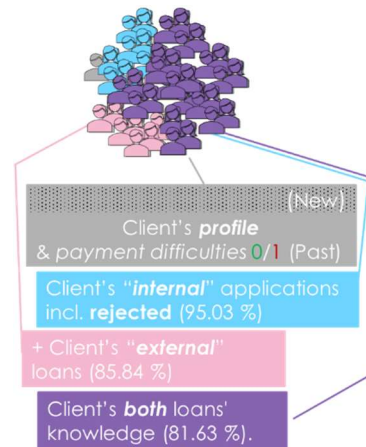 (New)
Client's profile
& payment difficulties 0/1 (Past)
Client's "internal" applications
incl. rejected (95.03 %)
+ Client's "external"
loans (85.84 %)
Client's both loans'
knowledge (81.63 %).